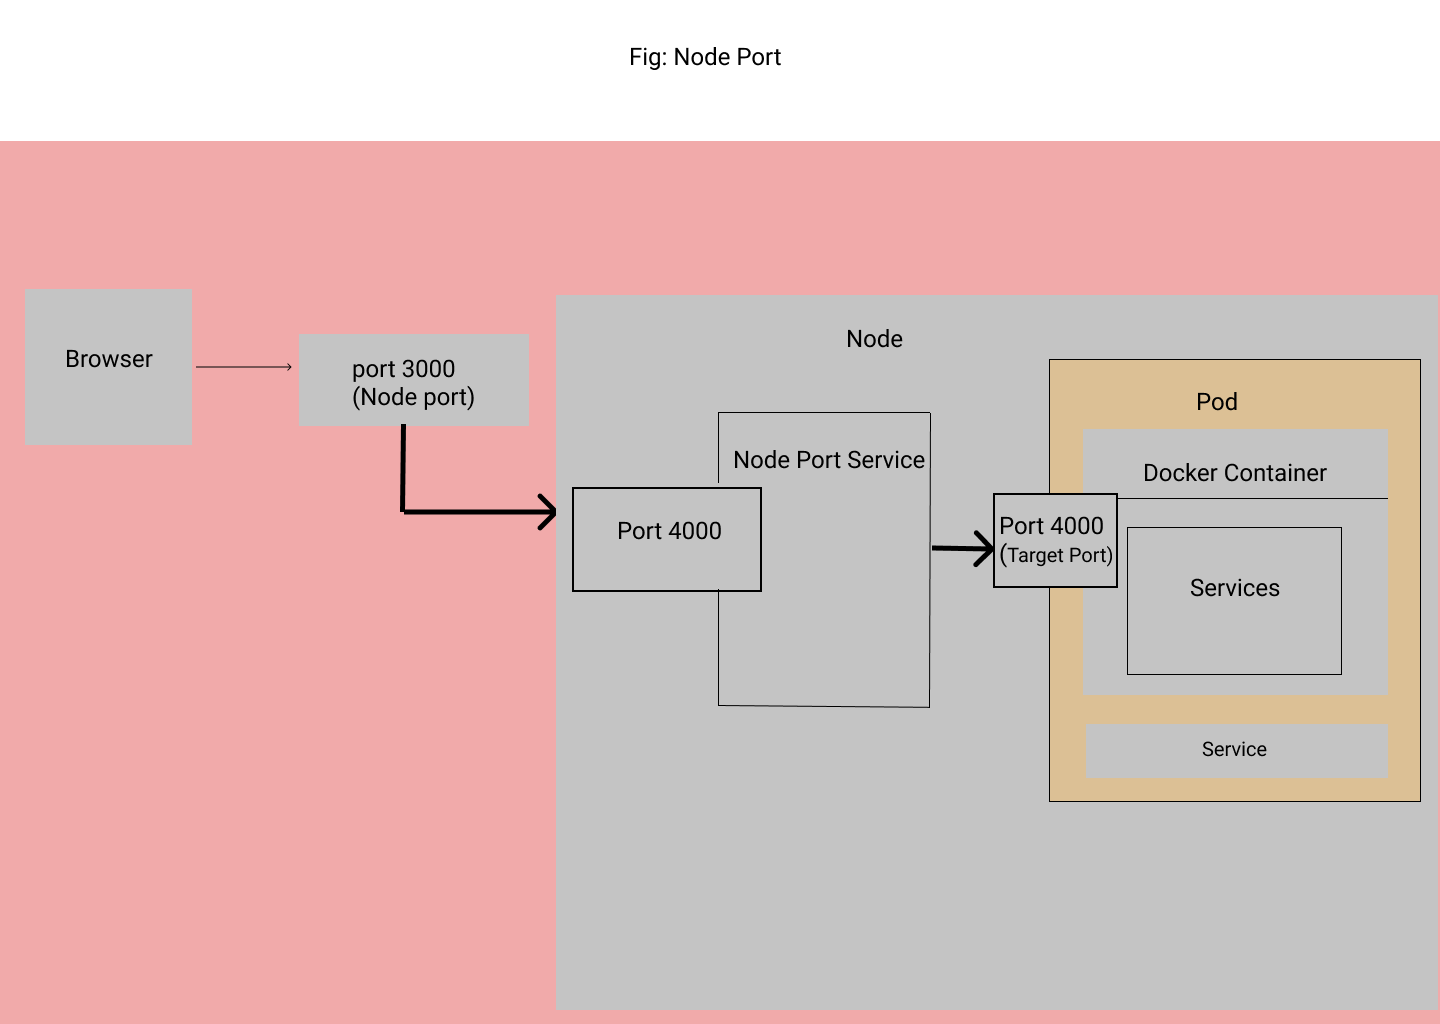 Fig: Node Port
Browser
port 3000
(Node port)
Node
Node Port Service
Port 4000
Pod
Docker Container
Port 4000
(Target Port)
Services
Service